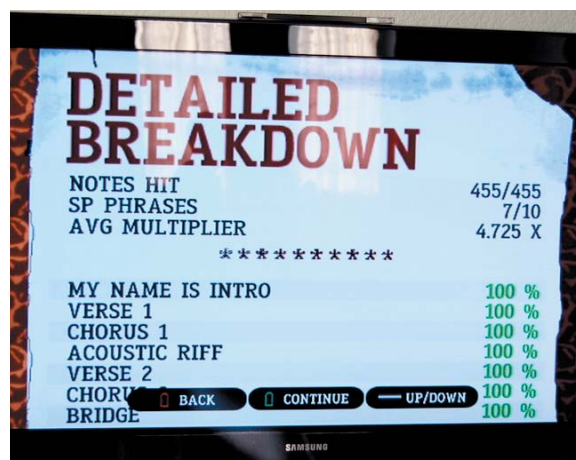 DETAILED
BREAKDOWN
NOTES HIT 455/455
SP PHRASES 7/10
AVG MULTIPLIER 4.725 X
**********
MY NAME IS INTRO 100 %
VERSE 1 100 %
CHORUS 1 100 %
ACOUSTIC RIFF 100 %
VERSE 2 100 %
CHORUS 100 %
BRIDGE 100 %
BACK CONTINUE UP/DOWN
SAMSUNG